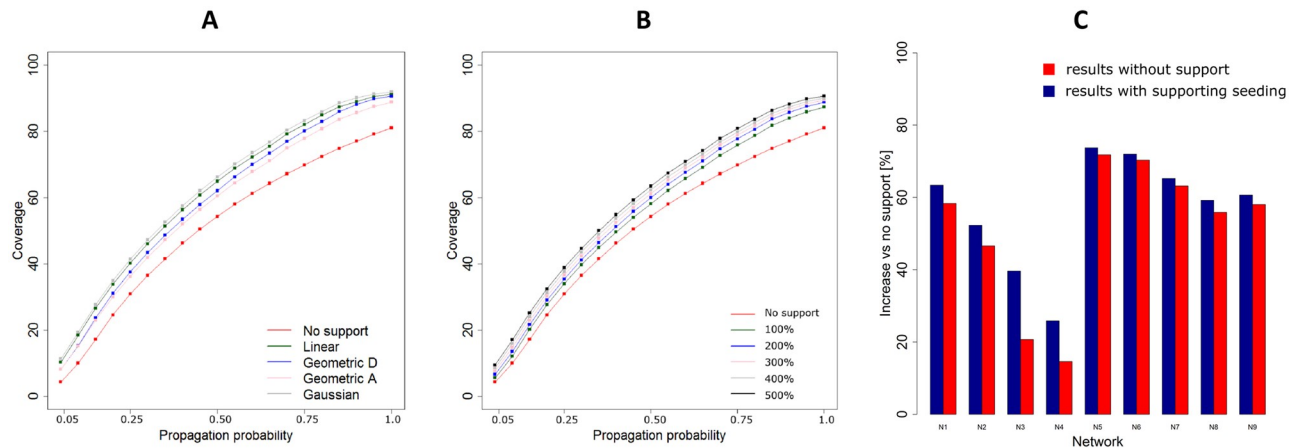 A
Coverage
100
80
60
40
20
0
No support
Linear
Geometric D
Geometric A
Gaussian
0.05
0.25
0.50
0.75
1.0
Propagation probability
B
Coverage
100
80
60
40
20
0
No support
100%
200%
300%
400%
500%
0.05
0.25
0.50
0.75
1.0
Propagation probability
C
results without support
results with supporting seeding
Increase vs no support [%]
100
80
60
40
20
0
N1
N2
N3
N4
N5
N6
N7
N8
N9
Network